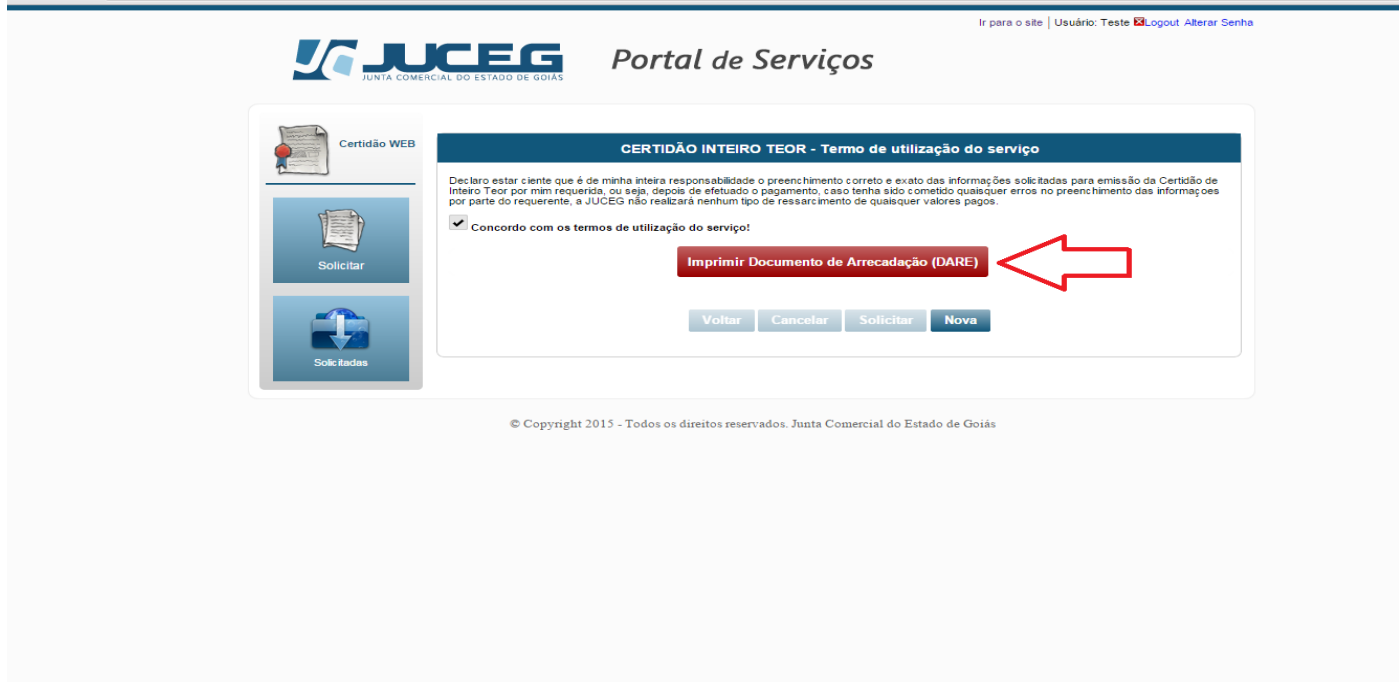 Ir para o site | Usuário: Teste Logout Alterar Senha
JUCEG
JUNTA COMERCIAL DO ESTADO DE GOIÁS
Portal de Serviços
Certidão WEB
Solicitar
Solicitadas
CERTIDÃO INTEIRO TEOR - Termo de utilização do serviço
Declaro estar ciente que é de minha inteira responsabilidade o preenchimento correto e exato das informações solicitadas para emissão da Certidão de
Inteiro Teor por mim requerida, ou seja, depois de efetuado o pagamento, caso tenha sido cometido quaisquer erros no preenchimento das informaçoes
por parte do requerente, a JUCEG não realizará nenhum tipo de ressarcimento de quaisquer valores pagos.
Concordo com os termos de utilização do serviço!
Imprimir Documento de Arrecadação (DARE)
Voltar Cancelar Solicitar Nova
© Copyright 2015 - Todos os direitos reservados. Junta Comercial do Estado de Goiás